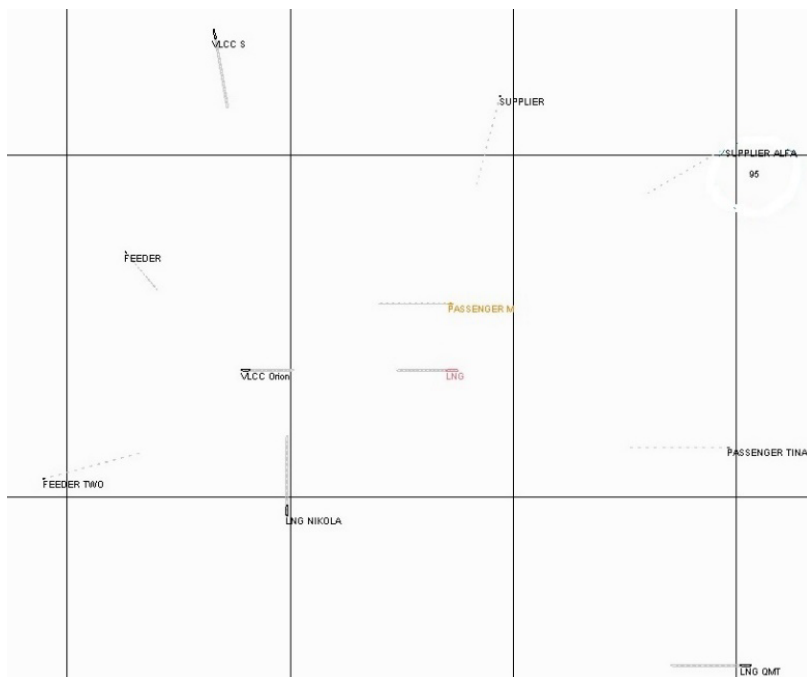 VLCC S
SUPPLIER
SUPPLIER ALFA
95
FEEDER
PASSENGER M
VLCC Orion
LNG
PASSENGER TINA
FEEDER TWO
LNG NIKOLA
LNG QMT